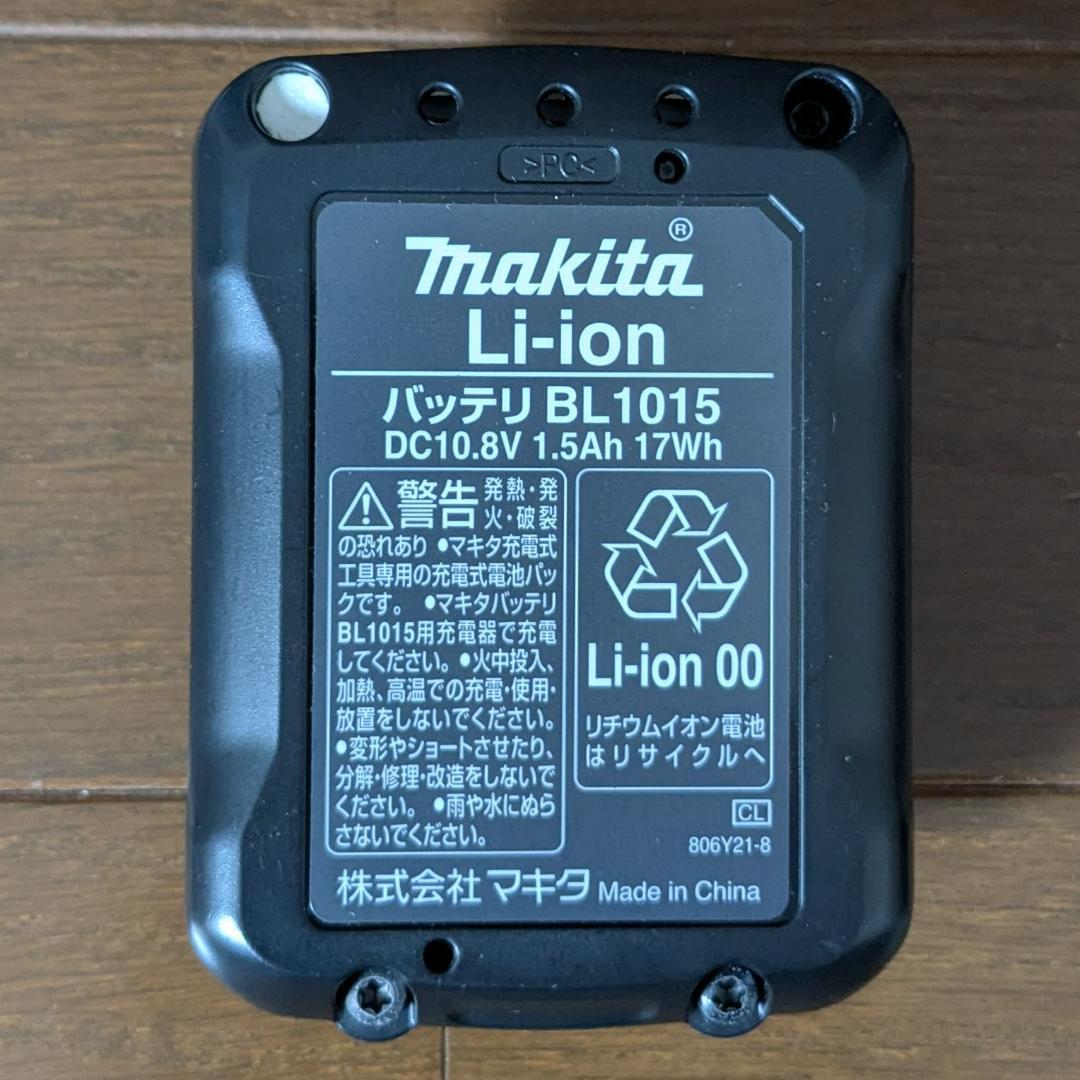 >PC<
makita®
Li-ion
バッテリ BL1015
DC10.8V 1.5Ah 17Wh
警告 発熱・発
火・破裂
の恐れあり ●マキタ充電式
工具専用の充電式電池パッ
クです。 ●マキタバッテリ
BL1015用充電器で充電
してください。●火中投入、
加熱、高温での充電・使用・
放置をしないでください。
●変形やショートさせたり、
分解・修理・改造をしないで
ください。 ●雨や水にぬら
さないでください。
Li-ion 00
リチウムイオン電池
はリサイクルへ
CL
806Y21-8
株式会社 マキタ Made in China